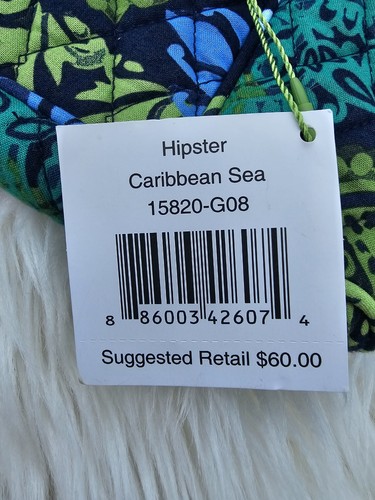 Hipster
Caribbean Sea
15820-G08
8 86003 42607 4
Suggested Retail $60.00